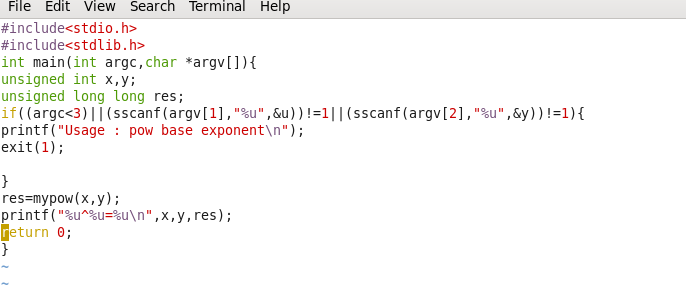 File Edit View Search Terminal Help
#include<stdio.h>
#include<stdlib.h>
int main(int argc,char *argv[]){
unsigned int x,y;
unsigned long long res;
if((argc<3)||(sscanf(argv[1],"%u",&u))!=1||(sscanf(argv[2],"%u",&y))!=1){
printf("Usage : pow base exponent\n");
exit(1);
}
res=mypow(x,y);
printf("%u^%u=%u\n",x,y,res);
return 0;
}
~
~